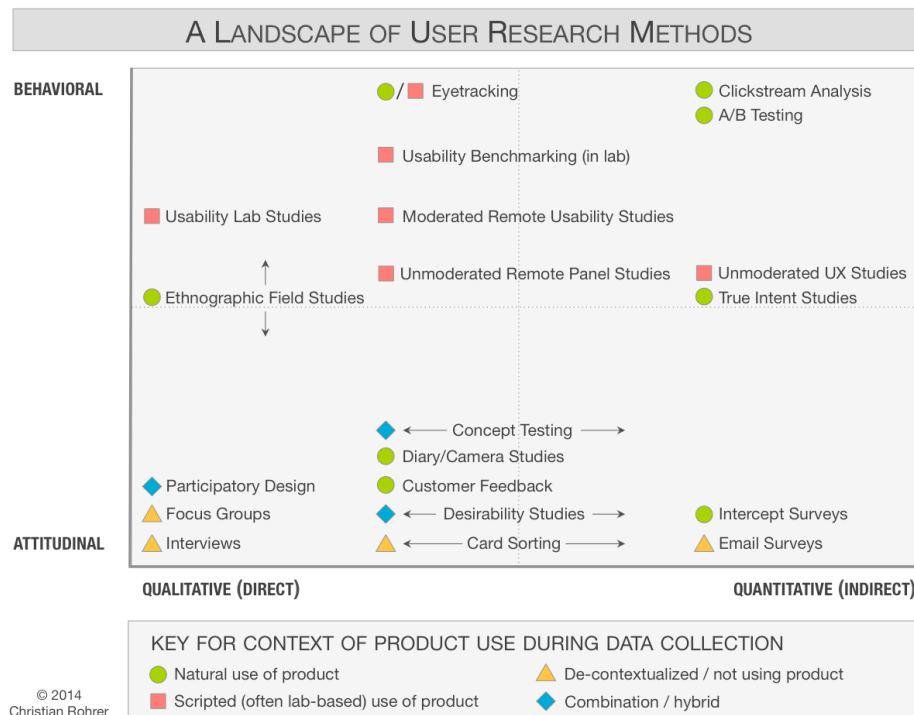 A LANDSCAPE OF USER RESEARCH METHODS
BEHAVIORAL
/ Eyetracking
Clickstream Analysis
A/B Testing
Usability Benchmarking (in lab)
Usability Lab Studies
Moderated Remote Usability Studies
Unmoderated Remote Panel Studies
Unmoderated UX Studies
Ethnographic Field Studies
True Intent Studies
Concept Testing
Diary/Camera Studies
Participatory Design
Customer Feedback
Focus Groups
Desirability Studies
Intercept Surveys
ATTITUDINAL
Interviews
Card Sorting
Email Surveys
QUALITATIVE (DIRECT)
QUANTITATIVE (INDIRECT)
KEY FOR CONTEXT OF PRODUCT USE DURING DATA COLLECTION
Natural use of product
De-contextualized / not using product
Scripted (often lab-based) use of product
Combination / hybrid
© 2014
Christian Rohrer